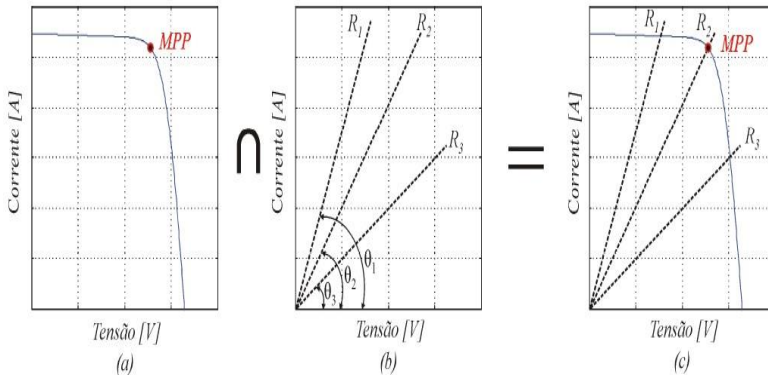 MPP
Corrente [A]
Tensão [V]
(a)
∩
R1
R2
R3
Corrente [A]
θ1
θ2
θ3
Tensão [V]
(b)
=
R1
R2
MPP
R3
Corrente [A]
Tensão [V]
(c)